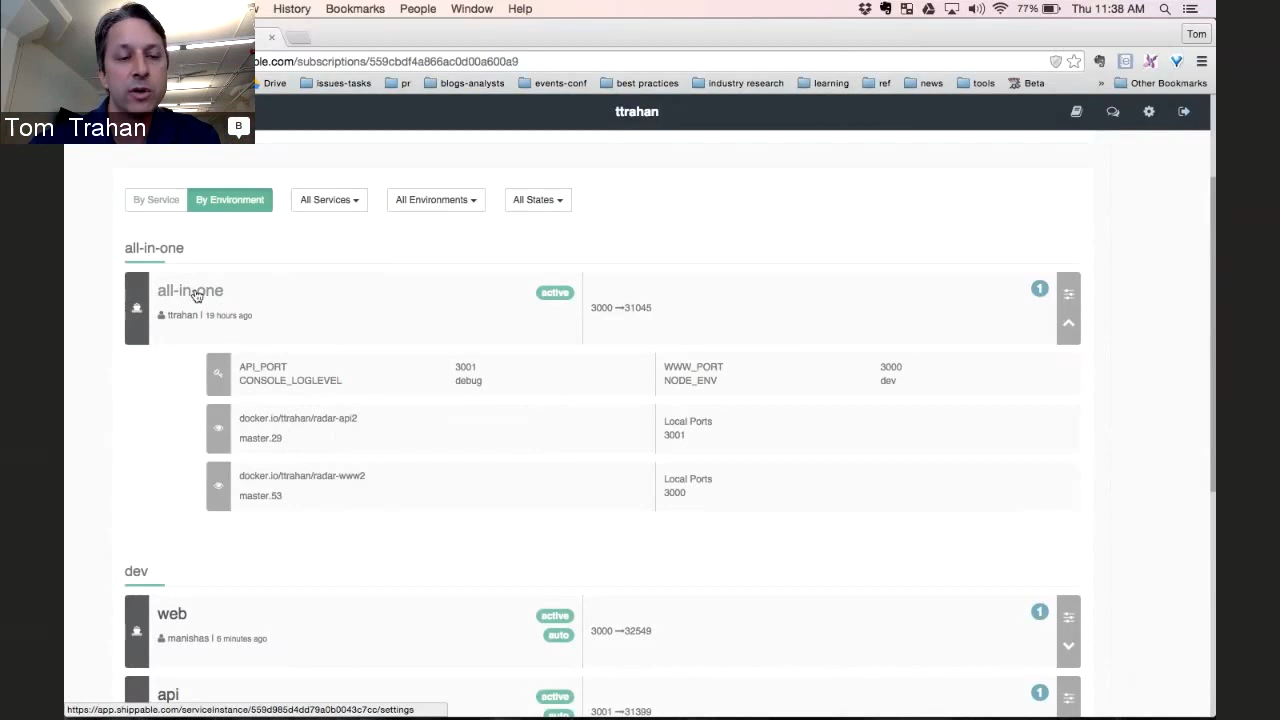 History Bookmarks People Window Help 77% Thu 11:38 AM
Tom
ble.com/subscriptions/559cbdf4a866ac0d00a600a9
Drive issues-tasks pr blogs-analysts events-conf best practices industry research learning ref news tools Beta » Other Bookmarks
ttrahan
Tom Trahan B
By Service By Environment All Services All Environments All States
all-in-one
all-in-one active 1
3000 →31045
ttrahan | 19 hours ago
API_PORT 3001 WWW_PORT 3000
CONSOLE_LOGLEVEL debug NODE_ENV dev
docker.io/ttrahan/radar-api2 Local Ports
master.29 3001
docker.io/ttrahan/radar-www2 Local Ports
master.53 3000
dev
web active 1
3000 →32549
manishas | 6 minutes ago auto
api active 1
3001 →31399
auto
https://app.shippable.com/serviceInstance/559d985d4dd79a0b0043c7cc/settings